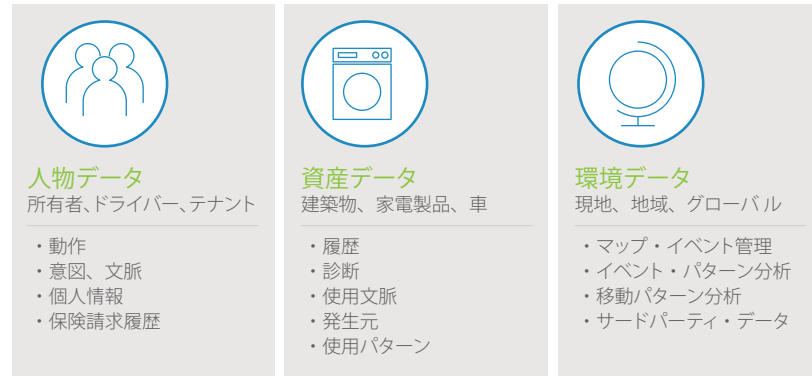 人物データ
所有者、ドライバー、テナント
・動作
・意図、文脈
・個人情報
・保険請求履歴
資産データ
建築物、家電製品、車
・履歴
・診断
・使用文脈
・発生元
・使用パターン
環境データ
現地、地域、グローバル
・マップ・イベント管理
・イベント・パターン分析
・移動パターン分析
・サードパーティ・データ